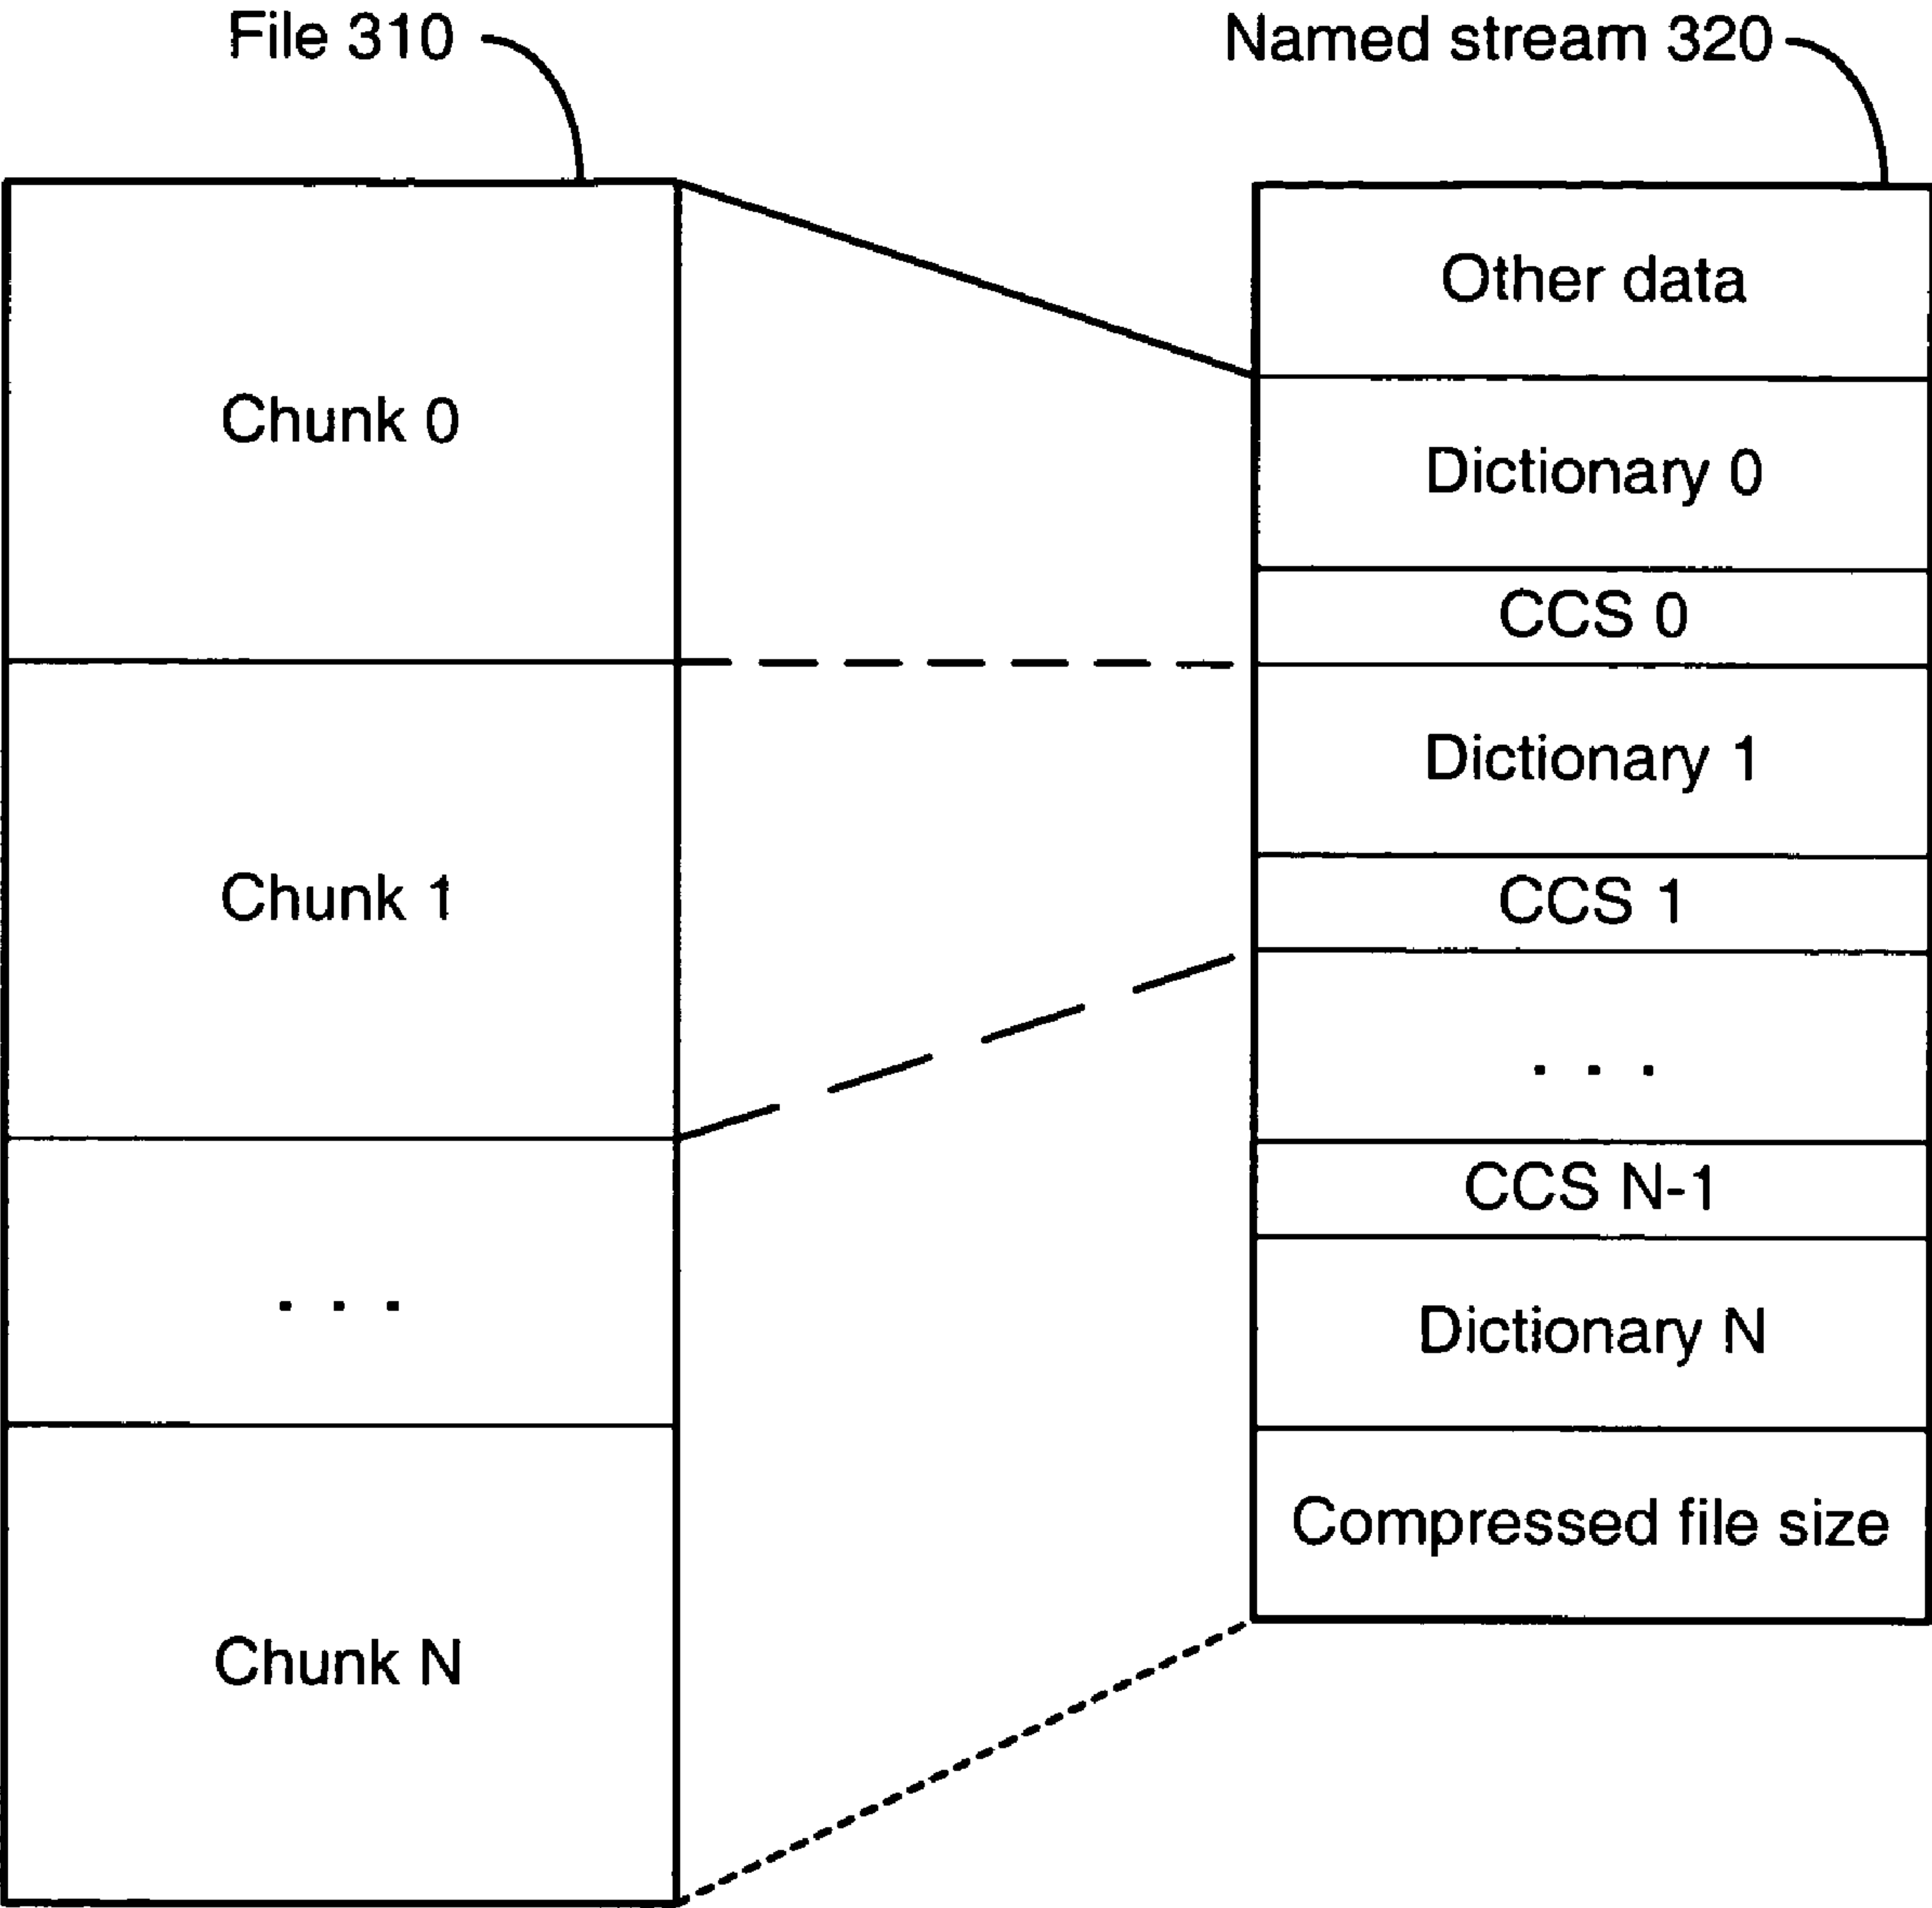 File 310
Named stream 320
Chunk 0
Chunk 1
. . .
Chunk N
Other data
Dictionary 0
CCS 0
Dictionary 1
CCS 1
. . .
CCS N-1
Dictionary N
Compressed file size